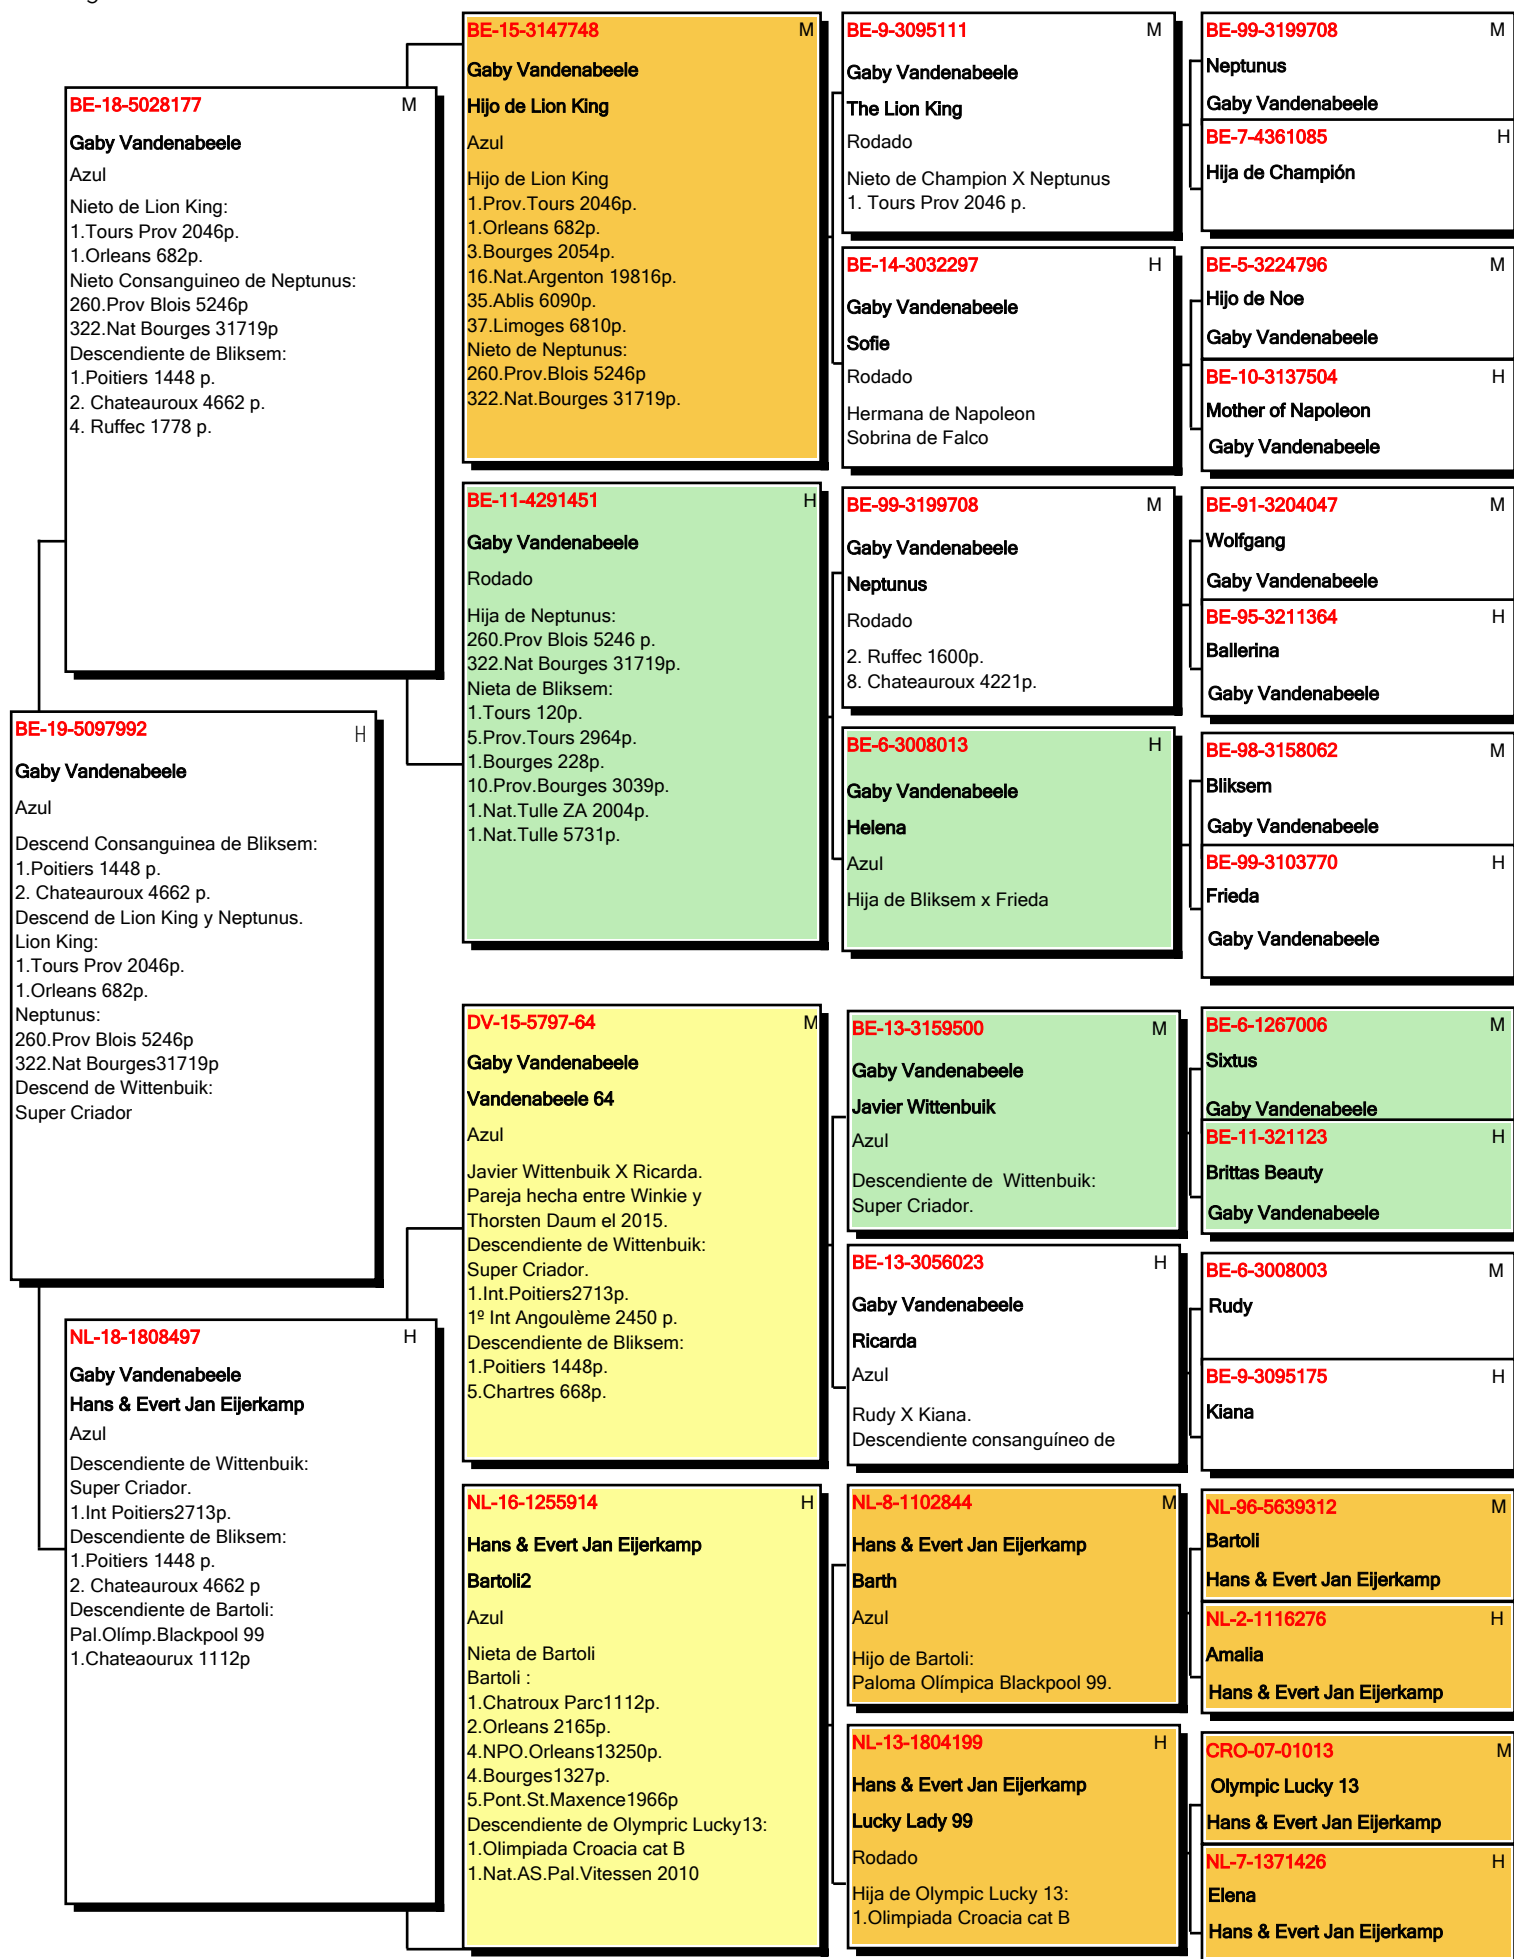 BE-19-5097992 H
Gaby Vandenabeele
Azul
Descend Consanguinea de Bliksem:
1.Poitiers 1448 p.
2. Chateauroux 4662 p.
Descend de Lion King y Neptunus.
Lion King:
1.Tours Prov 2046p.
1.Orleans 682p.
Neptunus:
260.Prov Blois 5246p
322.Nat Bourges31719p
Descend de Wittenbuik:
Super Criador
BE-18-5028177 M
Gaby Vandenabeele
Azul
Nieto de Lion King:
1.Tours Prov 2046p.
1.Orleans 682p.
Nieto Consanguineo de Neptunus:
260.Prov Blois 5246p
322.Nat Bourges 31719p
Descendiente de Bliksem:
1.Poitiers 1448 p.
2. Chateauroux 4662 p.
4. Ruffec 1778 p.
NL-18-1808497 H
Gaby Vandenabeele
Hans & Evert Jan Eijerkamp
Azul
Descendiente de Wittenbuik:
Super Criador.
1.Int Poitiers2713p.
Descendiente de Bliksem:
1.Poitiers 1448 p.
2. Chateauroux 4662 p
Descendiente de Bartoli:
Pal.Olímp.Blackpool 99
1.Chateaourux 1112p
BE-15-3147748 M
Gaby Vandenabeele
Hijo de Lion King
Azul
Hijo de Lion King
1.Prov.Tours 2046p.
1.Orleans 682p.
3.Bourges 2054p.
16.Nat.Argenton 19816p.
35.Ablis 6090p.
37.Limoges 6810p.
Nieto de Neptunus:
260.Prov.Blois 5246p
322.Nat.Bourges 31719p.
BE-11-4291451 H
Gaby Vandenabeele
Rodado
Hija de Neptunus:
260.Prov Blois 5246 p.
322.Nat Bourges 31719p.
Nieta de Bliksem:
1.Tours 120p.
5.Prov.Tours 2964p.
1.Bourges 228p.
10.Prov.Bourges 3039p.
1.Nat.Tulle ZA 2004p.
1.Nat.Tulle 5731p.
DV-15-5797-64 M
Gaby Vandenabeele
Vandenabeele 64
Azul
Javier Wittenbuik X Ricarda.
Pareja hecha entre Winkie y
Thorsten Daum el 2015.
Descendiente de Wittenbuik:
Super Criador.
1.Int.Poitiers2713p.
1º Int Angoulème 2450 p.
Descendiente de Bliksem:
1.Poitiers 1448p.
5.Chartres 668p.
NL-16-1255914 H
Hans & Evert Jan Eijerkamp
Bartoli2
Azul
Nieta de Bartoli
Bartoli :
1.Chatroux Parc1112p.
2.Orleans 2165p.
4.NPO.Orleans13250p.
4.Bourges1327p.
5.Pont.St.Maxence1966p
Descendiente de Olympric Lucky13:
1.Olimpiada Croacia cat B
1.Nat.AS.Pal.Vitessen 2010
BE-9-3095111 M
Gaby Vandenabeele
The Lion King
Rodado
Nieto de Champion X Neptunus
1. Tours Prov 2046 p.
BE-14-3032297 H
Gaby Vandenabeele
Sofie
Rodado
Hermana de Napoleon
Sobrina de Falco
BE-99-3199708 M
Gaby Vandenabeele
Neptunus
Rodado
2. Ruffec 1600p.
8. Chateauroux 4221p.
BE-6-3008013 H
Gaby Vandenabeele
Helena
Azul
Hija de Bliksem x Frieda
BE-13-3159500 M
Gaby Vandenabeele
Javier Wittenbuik
Azul
Descendiente de  Wittenbuik:
Super Criador.
BE-13-3056023 H
Gaby Vandenabeele
Ricarda
Azul
Rudy X Kiana.
Descendiente consanguíneo de
NL-8-1102844 M
Hans & Evert Jan Eijerkamp
Barth
Azul
Hijo de Bartoli:
Paloma Olímpica Blackpool 99.
NL-13-1804199 H
Hans & Evert Jan Eijerkamp
Lucky Lady 99
Rodado
Hija de Olympic Lucky 13:
1.Olimpiada Croacia cat B
BE-99-3199708 M
Neptunus
Gaby Vandenabeele
BE-7-4361085 H
Hija de Champión
BE-5-3224796 M
Hijo de Noe
Gaby Vandenabeele
BE-10-3137504 H
Mother of Napoleon
Gaby Vandenabeele
BE-91-3204047 M
Wolfgang
Gaby Vandenabeele
BE-95-3211364 H
Ballerina
Gaby Vandenabeele
BE-98-3158062 M
Bliksem
Gaby Vandenabeele
BE-99-3103770 H
Frieda
Gaby Vandenabeele
BE-6-1267006 M
Sixtus
Gaby Vandenabeele
BE-11-321123 H
Brittas Beauty
Gaby Vandenabeele
BE-6-3008003 M
Rudy
BE-9-3095175 H
Kiana
NL-96-5639312 M
Bartoli
Hans & Evert Jan Eijerkamp
NL-2-1116276 H
Amalia
Hans & Evert Jan Eijerkamp
CRO-07-01013 M
Olympic Lucky 13
Hans & Evert Jan Eijerkamp
NL-7-1371426 H
Elena
Hans & Evert Jan Eijerkamp